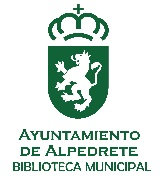 AYUNTAMIENTO
DE ALPEDRETE
BIBLIOTECA MUNICIPAL